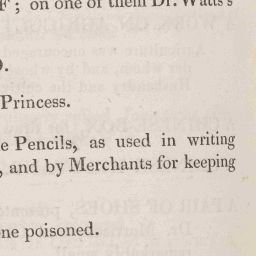 F ; on one of them Dr. Watts's
).
Princess.
e Pencils, as used in writing
, and by Merchants for keeping
ne poisoned.